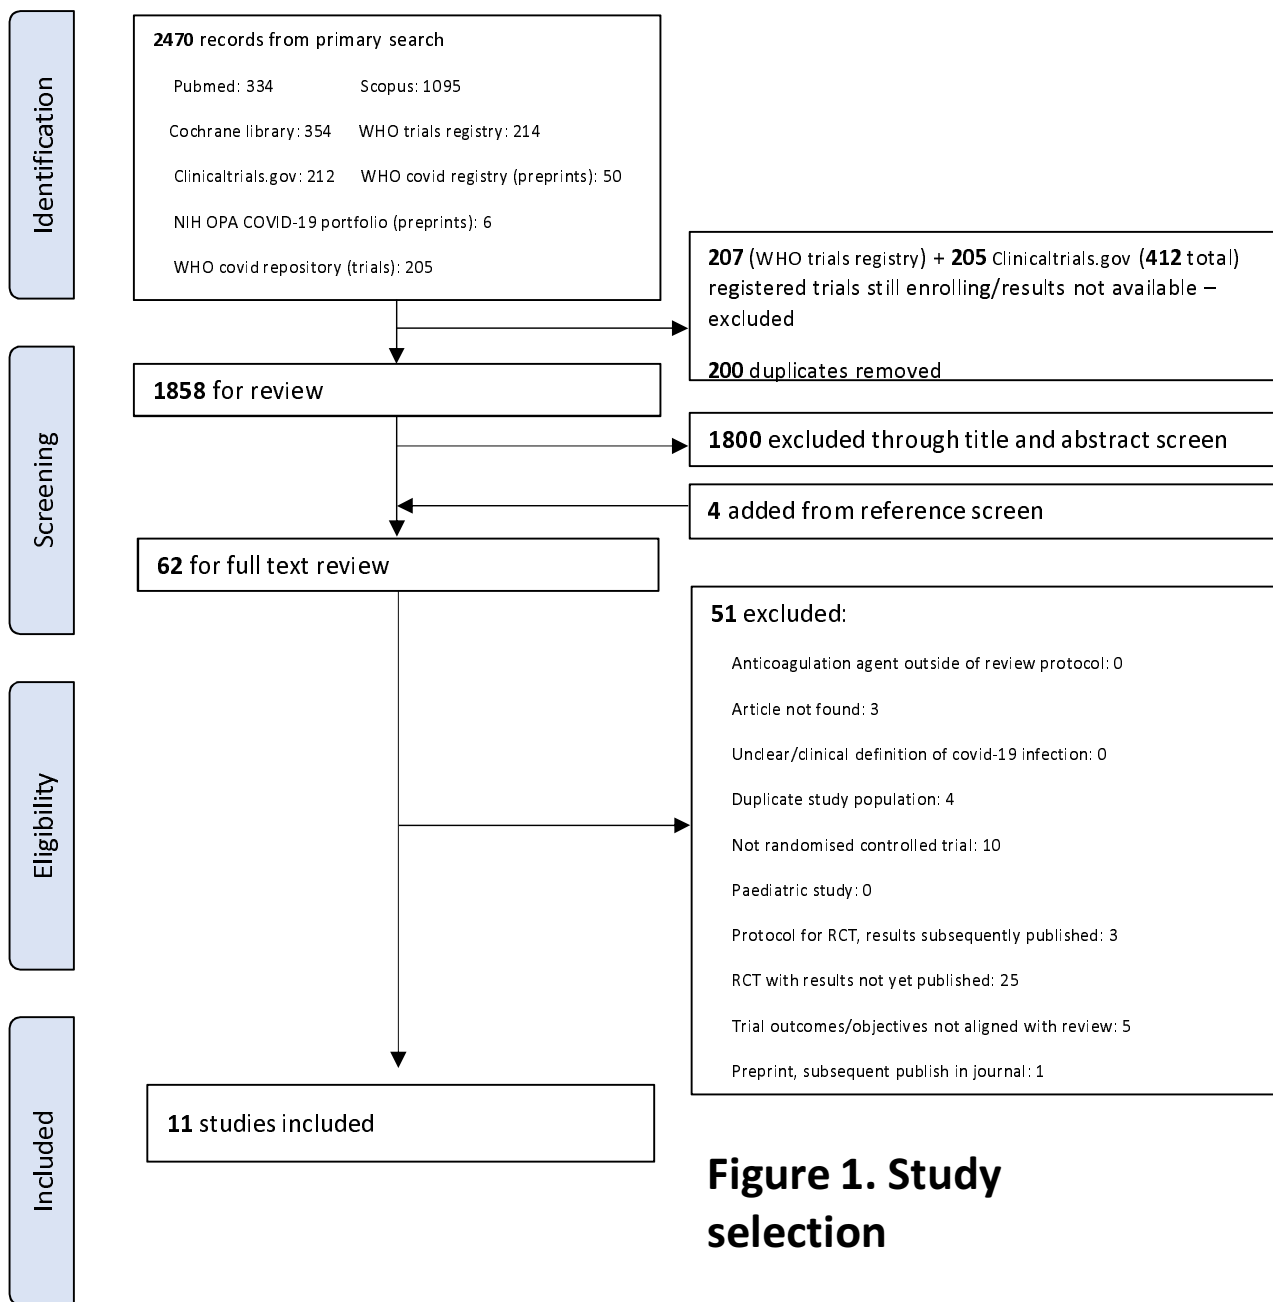 Identification
2470 records from primary search
Pubmed: 334 Scopus: 1095
Cochrane library: 354 WHO trials registry: 214
Clinicaltrials.gov: 212 WHO covid registry (preprints): 50
NIH OPA COVID-19 portfolio (preprints): 6
WHO covid repository (trials): 205
207 (WHO trials registry) + 205 Clinicaltrials.gov (412 total)
registered trials still enrolling/results not available –
excluded
200 duplicates removed
Screening
1858 for review
1800 excluded through title and abstract screen
4 added from reference screen
62 for full text review
Eligibility
51 excluded:
Anticoagulation agent outside of review protocol: 0
Article not found: 3
Unclear/clinical definition of covid-19 infection: 0
Duplicate study population: 4
Not randomised controlled trial: 10
Paediatric study: 0
Protocol for RCT, results subsequently published: 3
RCT with results not yet published: 25
Trial outcomes/objectives not aligned with review: 5
Preprint, subsequent publish in journal: 1
Included
11 studies included
Figure 1. Study
selection